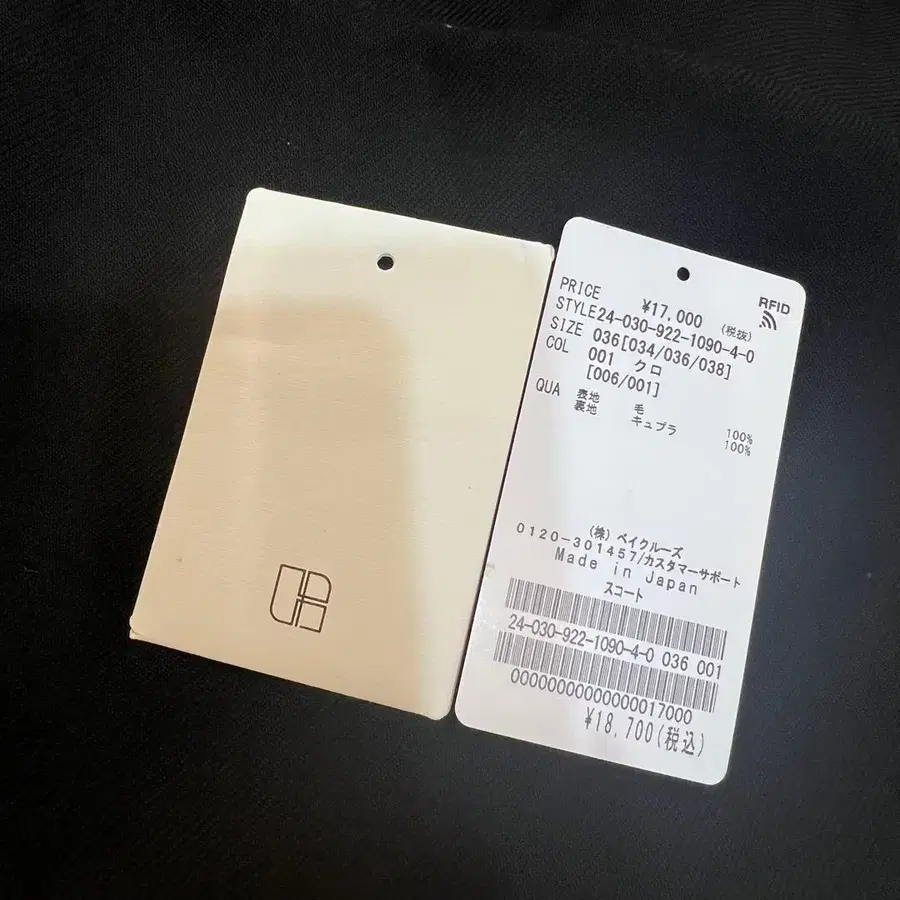 RFID
PRICE ¥17,000 (税抜)
STYLE24-030-922-1090-4-0
SIZE 036[034/036/038]
COL 001 クロ
[006/001]
QUA 表地 毛 100%
裏地 キュプラ 100%
(株) ベイクルーズ
0120-301457/カスタマーサポート
Made in Japan
スコート
24-030-922-1090-4-0 036 001
00000000000000017000
¥18,700(税込)